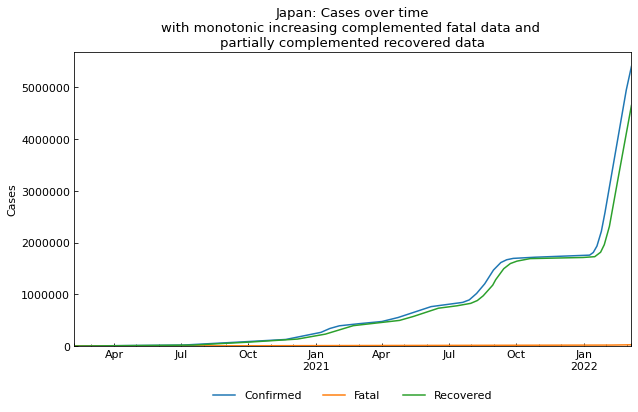 Japan: Cases over time
with monotonic increasing complemented fatal data and
partially complemented recovered data
Cases
5000000
4000000
3000000
2000000
1000000
0
Apr
Jul
Oct
Jan
2021
Apr
Jul
Oct
Jan
2022
Confirmed
Fatal
Recovered